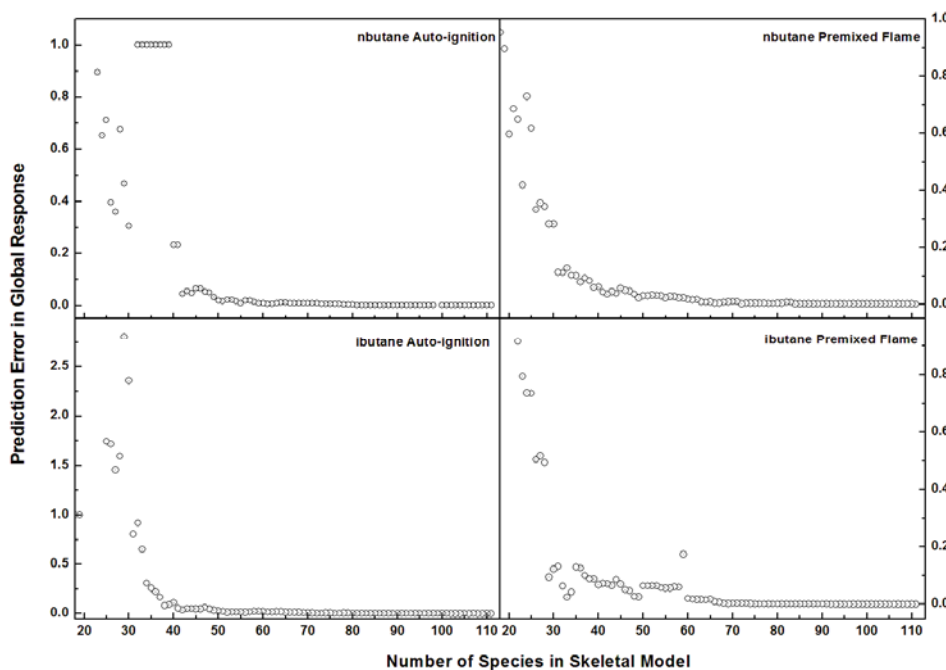 nbutane Auto-ignition
nbutane Premixed Flame
1.0
0.8
0.6
0.4
0.2
0.0
1.0
0.8
0.6
0.4
0.2
0.0
Prediction Error in Global Response
ibutane Auto-ignition
ibutane Premixed Flame
2.5
2.0
1.5
1.0
0.5
0.0
0.8
0.6
0.4
0.2
0.0
20 30 40 50 60 70 80 90 100 110
20 30 40 50 60 70 80 90 100 110
Number of Species in Skeletal Model